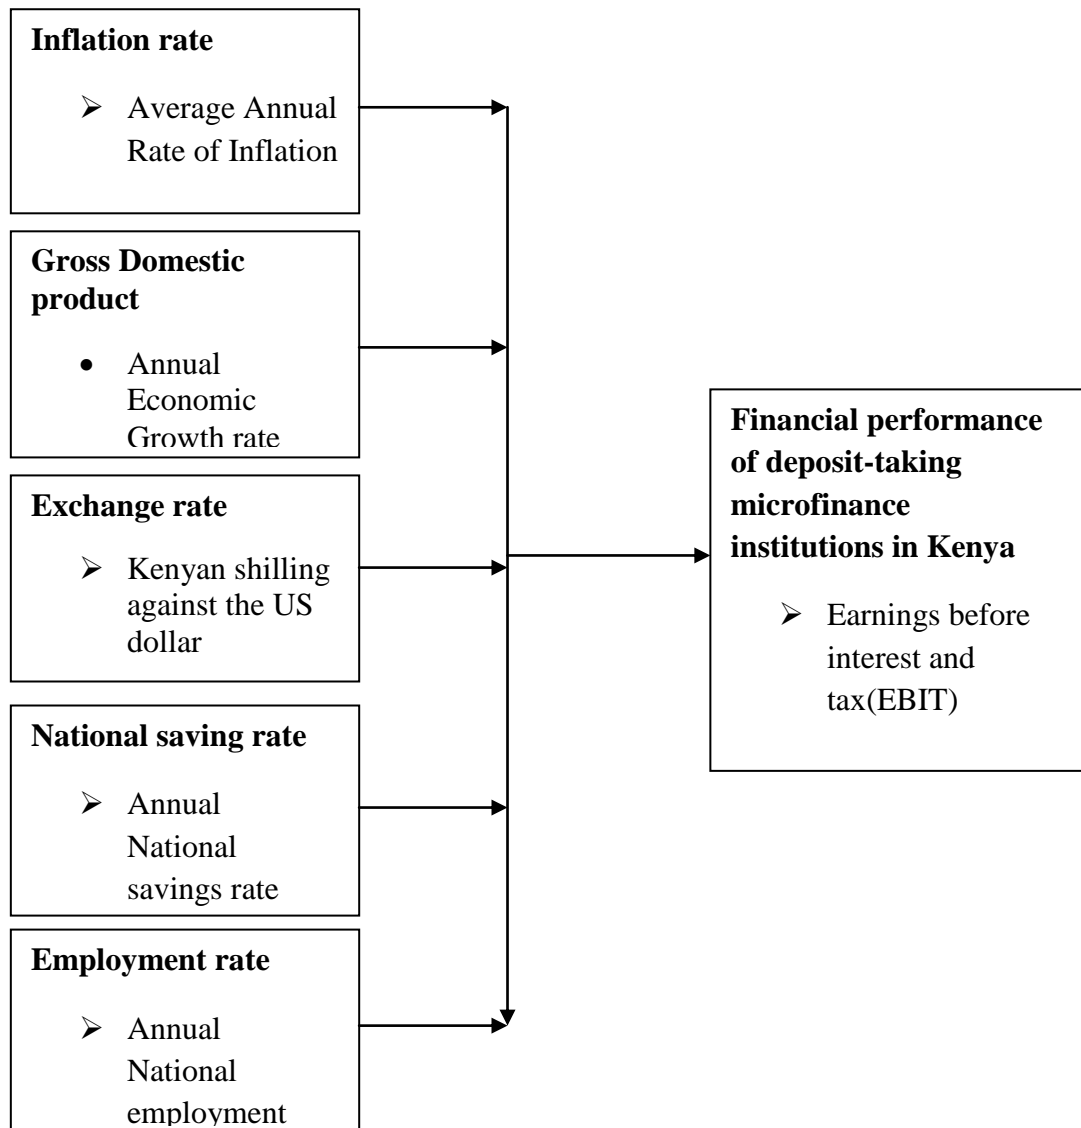 Inflation rate
➢ Average Annual
Rate of Inflation
Gross Domestic
product
• Annual
Economic
Growth rate
Exchange rate
➢ Kenyan shilling
against the US
dollar
National saving rate
➢ Annual
National
savings rate
Employment rate
➢ Annual
National
employment
Financial performance
of deposit-taking
microfinance
institutions in Kenya
➢ Earnings before
interest and
tax(EBIT)